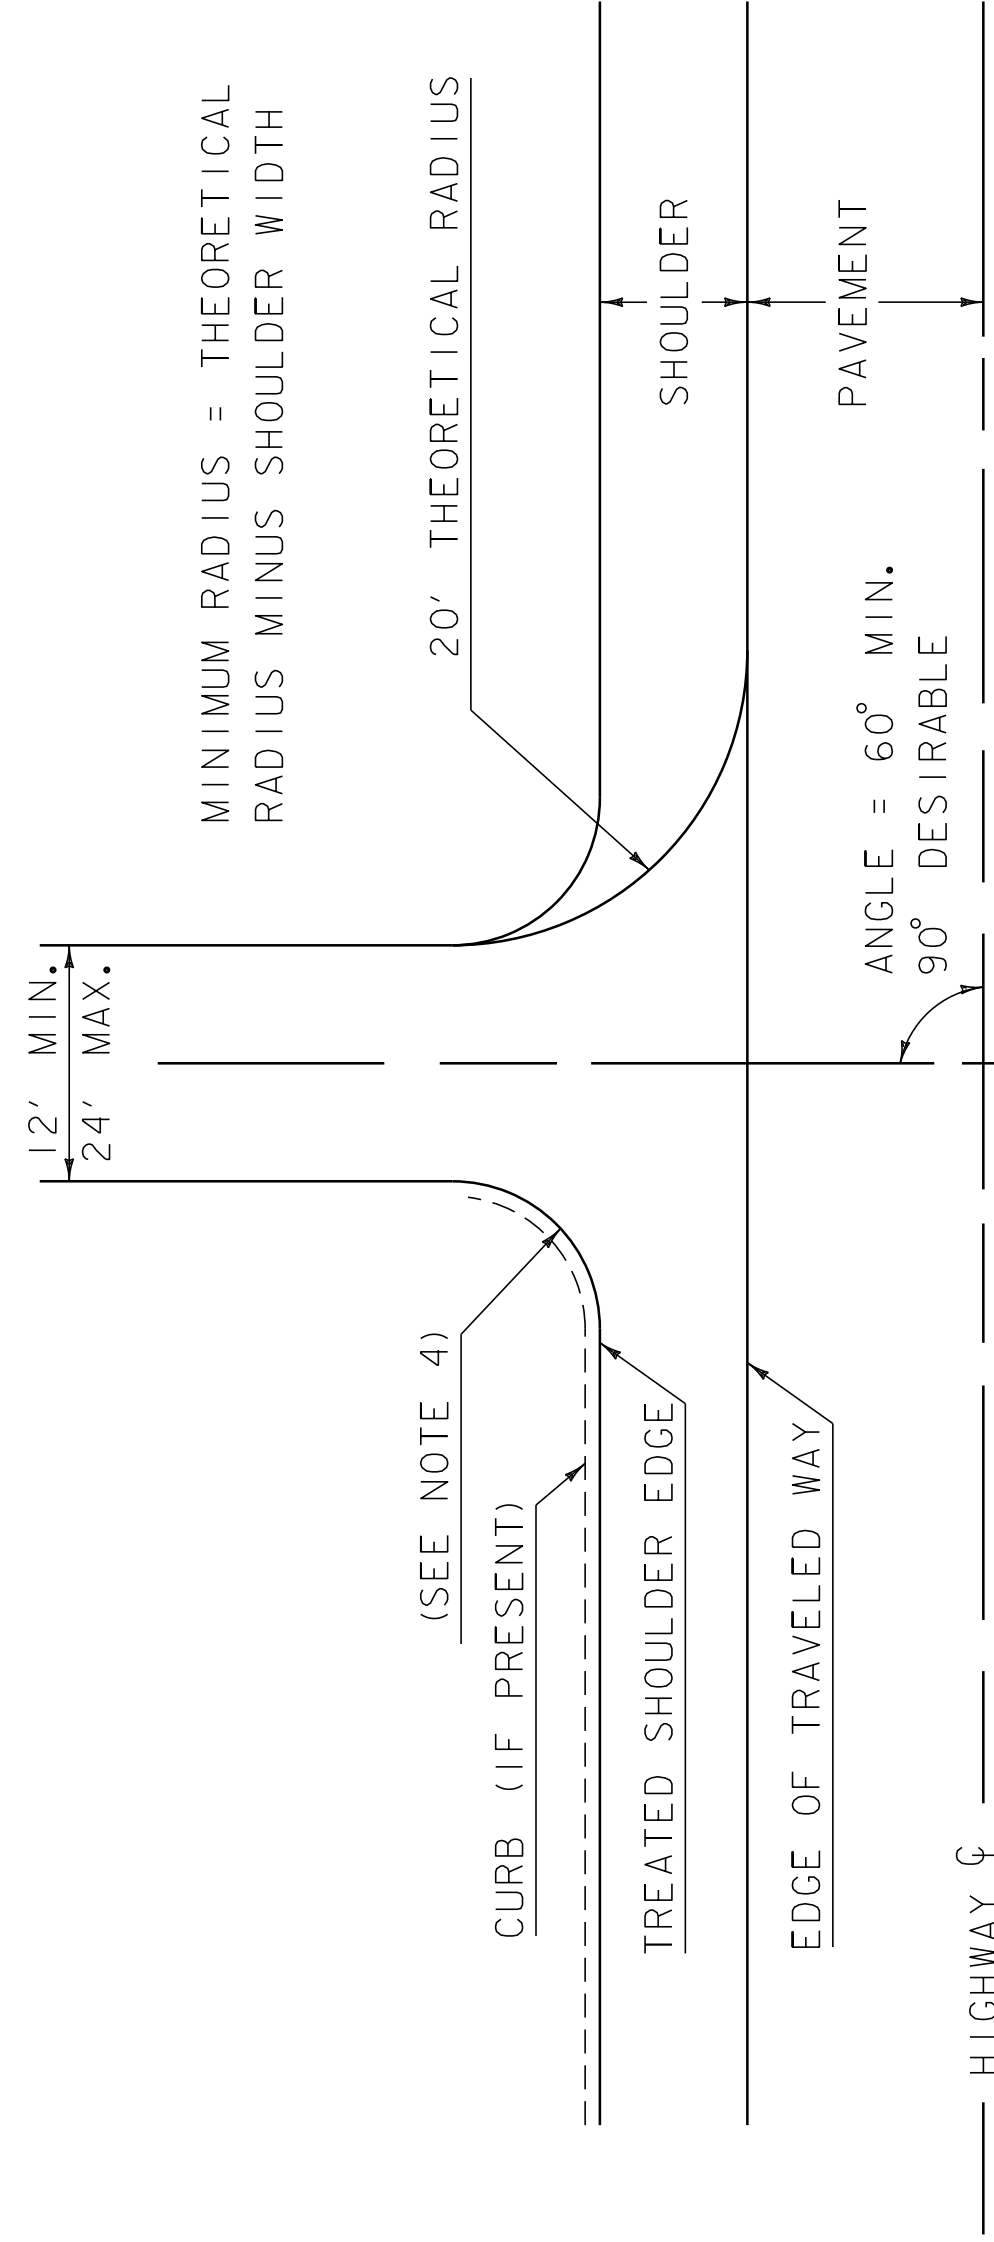 12' MIN.
24' MAX.
MINIMUM RADIUS = THEORETICAL
RADIUS MINUS SHOULDER WIDTH
20' THEORETICAL RADIUS
(SEE NOTE 4)
CURB (IF PRESENT)
TREATED SHOULDER EDGE
SHOULDER
EDGE OF TRAVELED WAY
PAVEMENT
ANGLE = 60° MIN.
90° DESIRABLE
HIGHWAY ℄